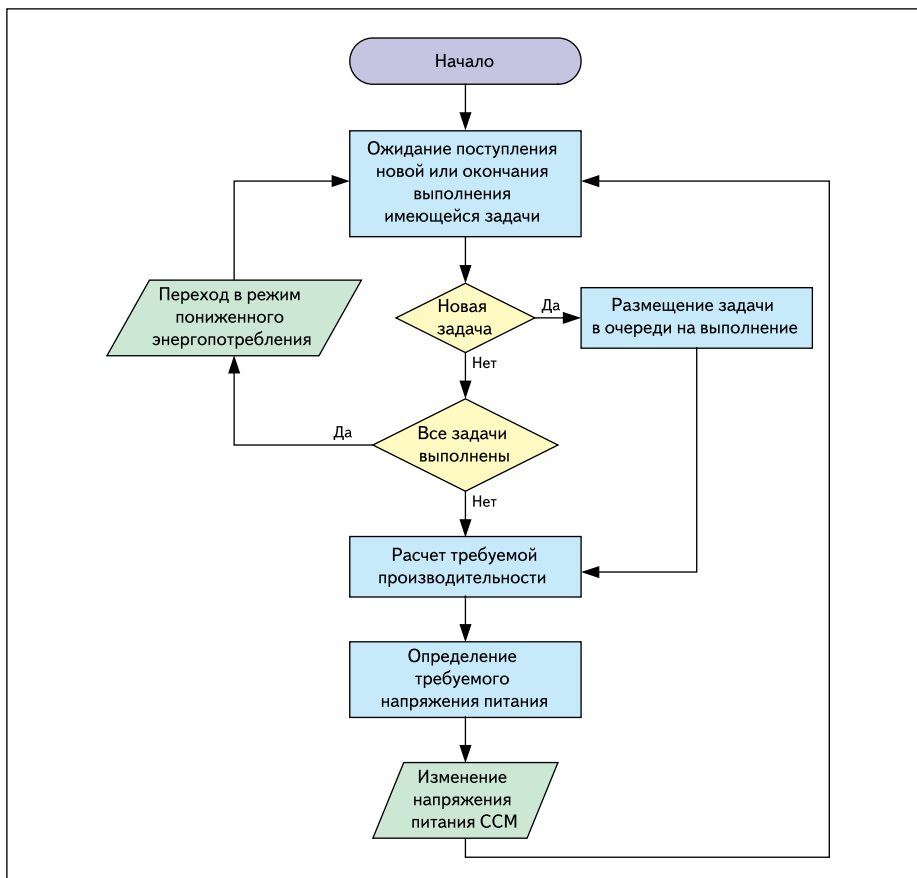 Начало
Ожидание поступления
новой или окончания
выполнения
имеющейся задачи
Переход в режим
пониженного
энергопотребления
Новая
задача
Да
Размещение задачи
в очереди на выполнение
Нет
Все задачи
выполнены
Да
Нет
Расчет требуемой
производительности
Определение
требуемого
напряжения питания
Изменение
напряжения
питания ССМ